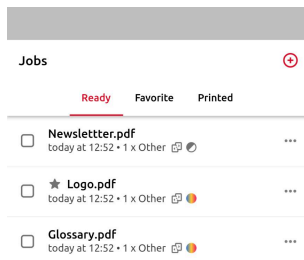 Jobs
Ready Favorite Printed
Newslettter.pdf
today at 12:52 • 1 x Other
Logo.pdf
today at 12:52 • 1 x Other
Glossary.pdf
today at 12:52 • 1 x Other